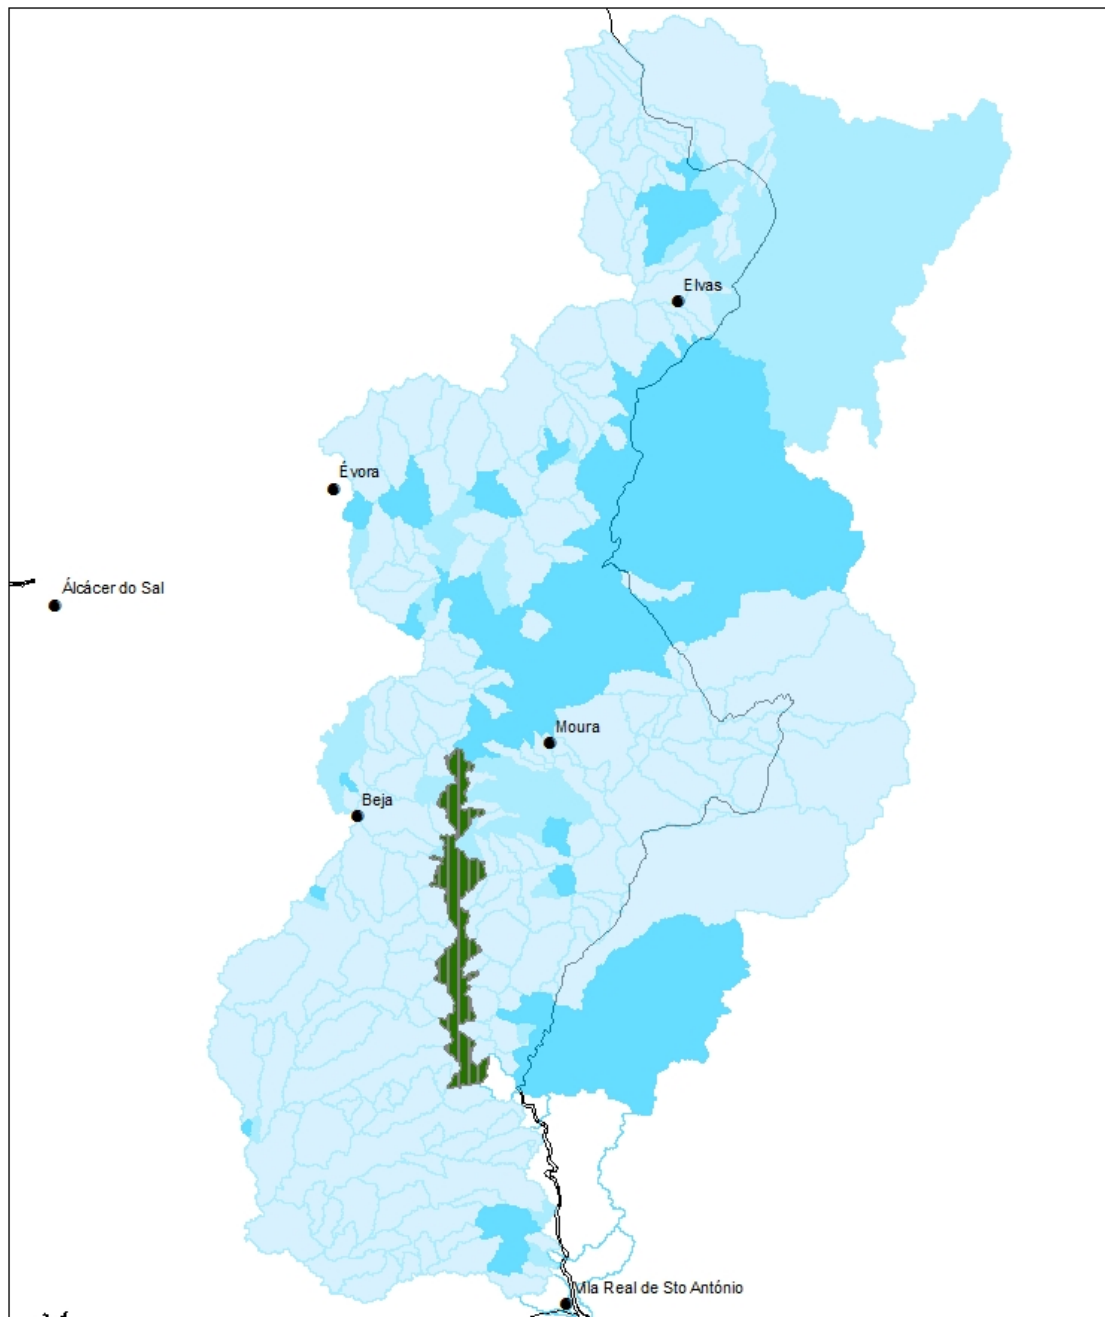 Elvas
Évora
Álcácer do Sal
Moura
Beja
Vila Real de Sto António